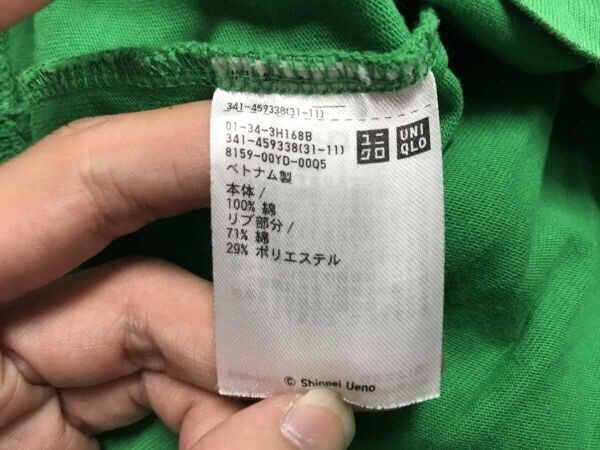 341-459338(31-11)
01-34-3H168B
341-459338(31-11)
8159-00YD-00Q5
ベトナム製
本体/
100% 綿
リブ部分/
71% 綿
29% ポリエステル
ユニ
クロ
UNI
QLO
© Shinpei Ueno